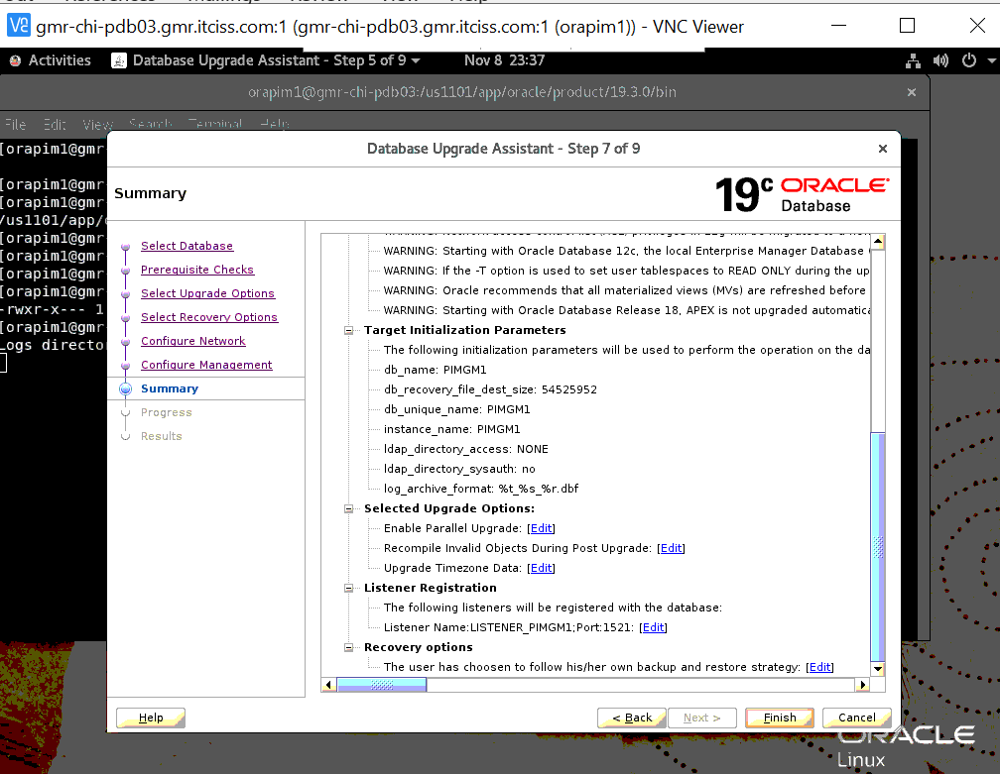 References Mailings Review View Help
gmr-chi-pdb03.gmr.itciss.com:1 (gmr-chi-pdb03.gmr.itciss.com:1 (orapim1)) - VNC Viewer
Activities Database Upgrade Assistant - Step 5 of 9 Nov 8 23:37
orapim1@gmr-chi-pdb03:/us1101/app/oracle/product/19.3.0/bin
File Edit View Search Terminal Help
[orapim1@gmr
[orapim1@gmr
[orapim1@gmr
/us1101/app/
[orapim1@gmr
[orapim1@gmr
[orapim1@gmr
[orapim1@gmr
-rwxr-x--- 1
[orapim1@gmr
Logs directo
Database Upgrade Assistant - Step 7 of 9
Summary
19c ORACLE
Database
Select Database
Prerequisite Checks
Select Upgrade Options
Select Recovery Options
Configure Network
Configure Management
Summary
Progress
Results
WARNING: Starting with Oracle Database 12c, the local Enterprise Manager Database
WARNING: If the -T option is used to set user tablespaces to READ ONLY during the up
WARNING: Oracle recommends that all materialized views (MVs) are refreshed before
WARNING: Starting with Oracle Database Release 18, APEX is not upgraded automatica
Target Initialization Parameters
The following initialization parameters will be used to perform the operation on the da
db_name: PIMGM1
db_recovery_file_dest_size: 54525952
db_unique_name: PIMGM1
instance_name: PIMGM1
ldap_directory_access: NONE
ldap_directory_sysauth: no
log_archive_format: %t_%s_%r.dbf
Selected Upgrade Options:
Enable Parallel Upgrade: [Edit]
Recompile Invalid Objects During Post Upgrade: [Edit]
Upgrade Timezone Data: [Edit]
Listener Registration
The following listeners will be registered with the database:
Listener Name:LISTENER_PIMGM1;Port:1521: [Edit]
Recovery options
The user has choosen to follow his/her own backup and restore strategy: [Edit]
Help < Back Next > Finish Cancel
ORACLE
Linux